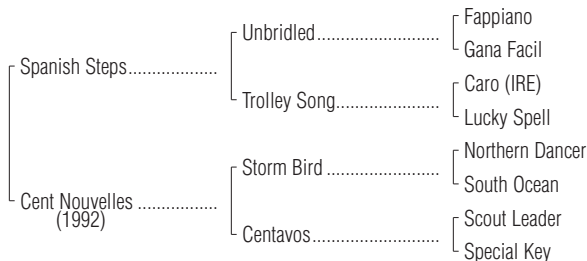 Fappiano
Unbridled
Gana Facil
Spanish Steps
Caro (IRE)
Trolley Song
Lucky Spell
Northern Dancer
Storm Bird
South Ocean
Cent Nouvelles
(1992)
Scout Leader
Centavos
Special Key